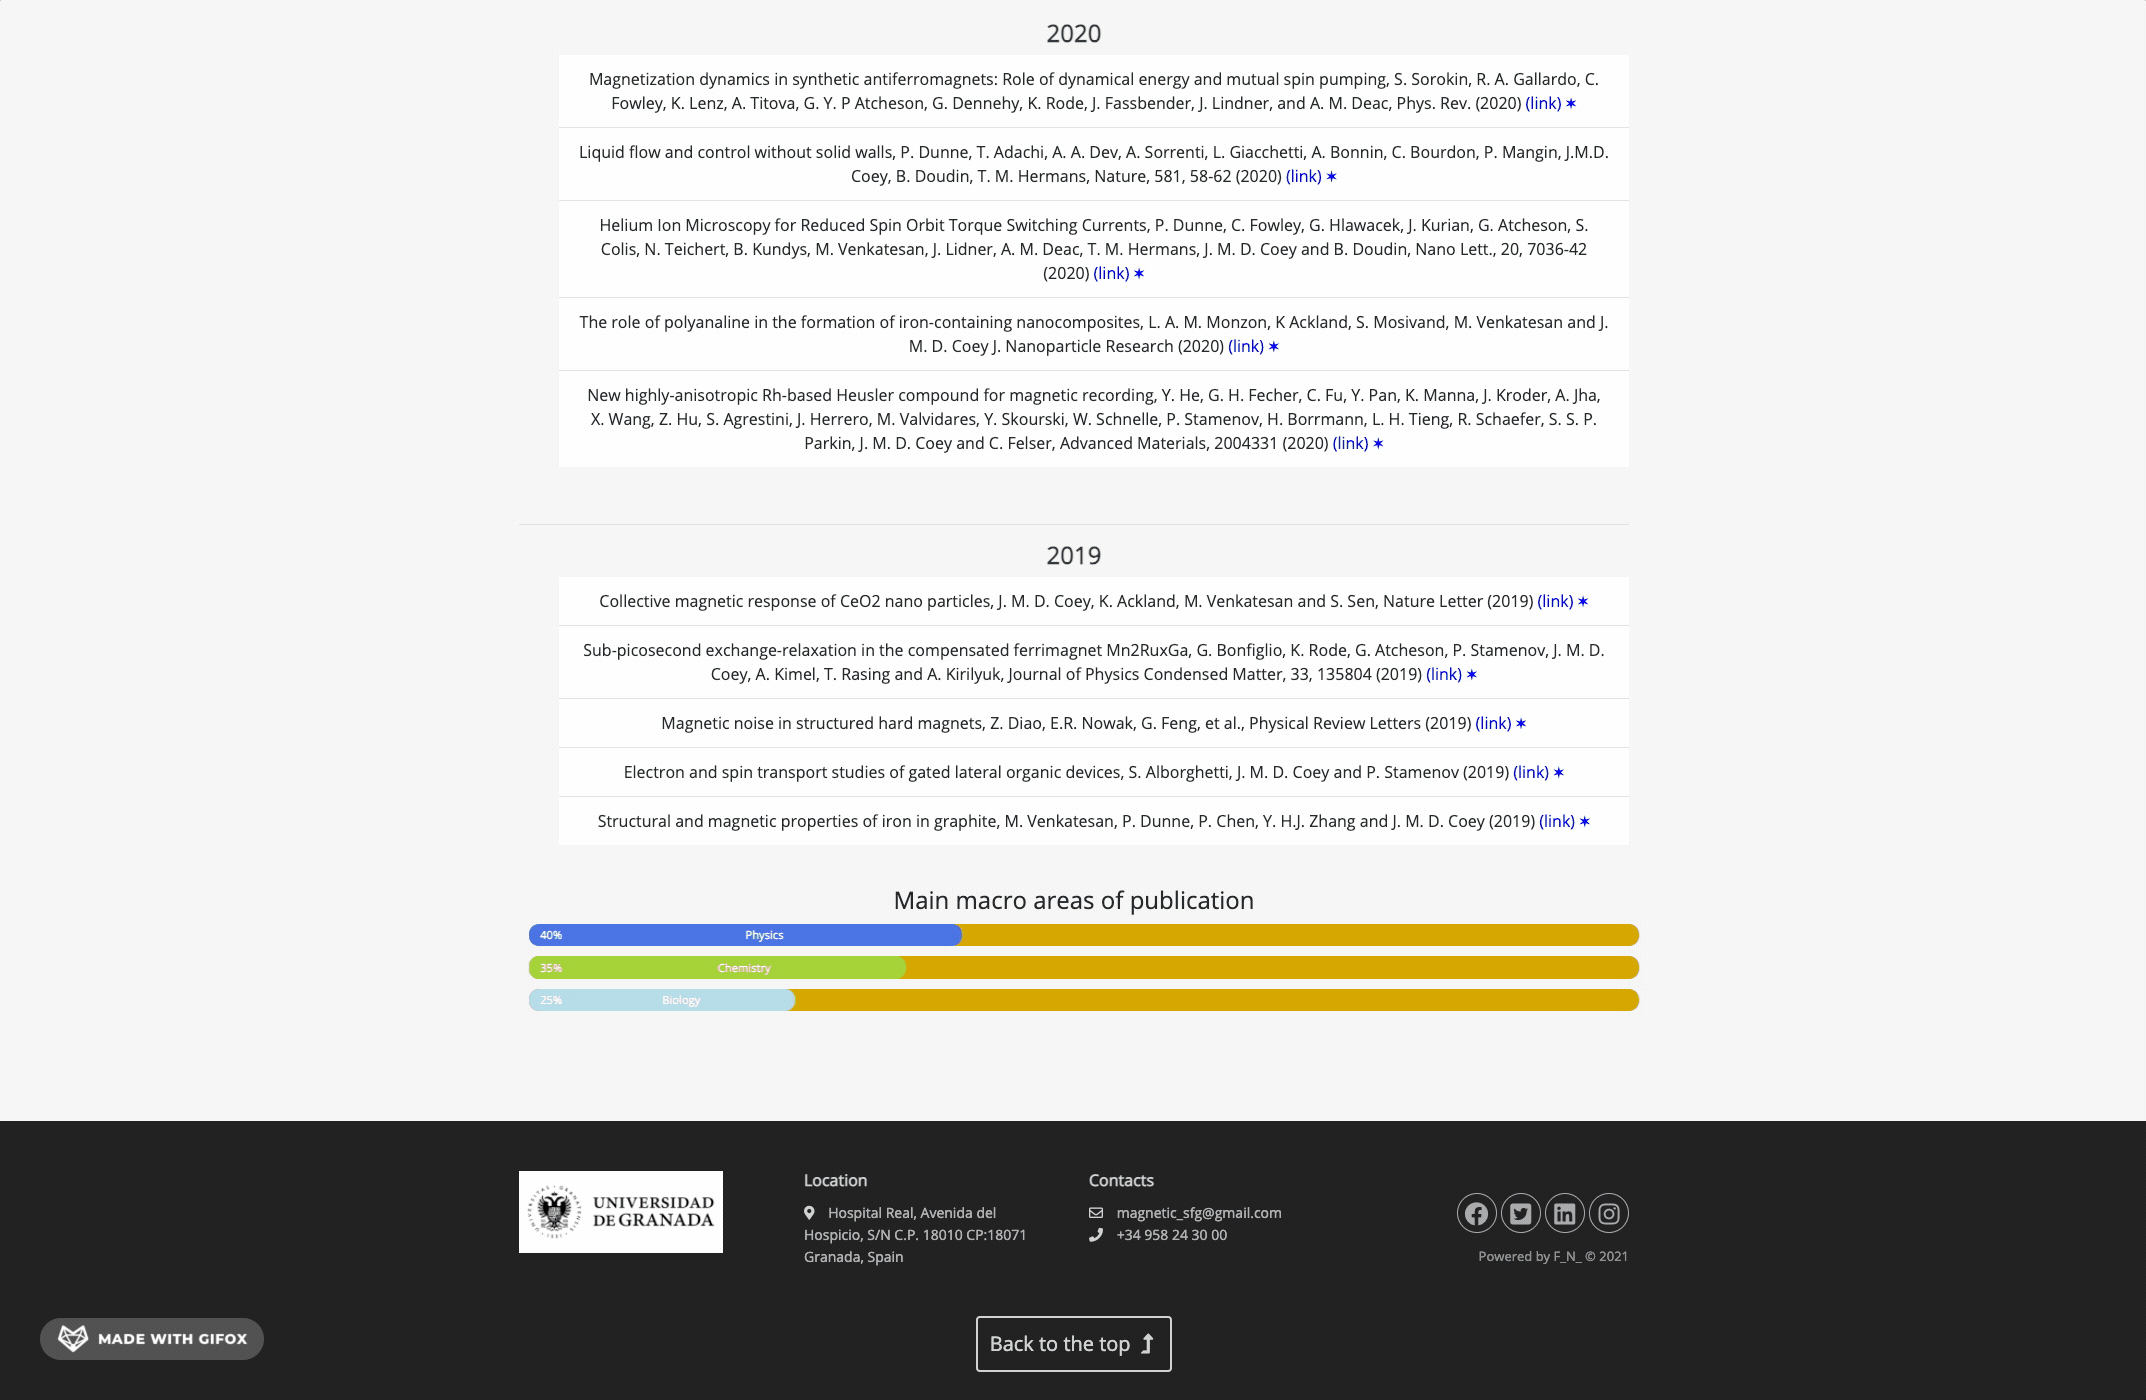 2020
Magnetization dynamics in synthetic antiferromagnets: Role of dynamical energy and mutual spin pumping, S. Sorokin, R. A. Gallardo, C.
Fowley, K. Lenz, A. Titova, G. Y. P Atcheson, G. Dennehy, K. Rode, J. Fassbender, J. Lindner, and A. M. Deac, Phys. Rev. (2020) (link) ✶
Liquid flow and control without solid walls, P. Dunne, T. Adachi, A. A. Dev, A. Sorrenti, L. Giacchetti, A. Bonnin, C. Bourdon, P. Mangin, J.M.D.
Coey, B. Doudin, T. M. Hermans, Nature, 581, 58-62 (2020) (link) ✶
Helium Ion Microscopy for Reduced Spin Orbit Torque Switching Currents, P. Dunne, C. Fowley, G. Hlawacek, J. Kurian, G. Atcheson, S.
Colis, N. Teichert, B. Kundys, M. Venkatesan, J. Lidner, A. M. Deac, T. M. Hermans, J. M. D. Coey and B. Doudin, Nano Lett., 20, 7036-42
(2020) (link) ✶
The role of polyanaline in the formation of iron-containing nanocomposites, L. A. M. Monzon, K Ackland, S. Mosivand, M. Venkatesan and J.
M. D. Coey J. Nanoparticle Research (2020) (link) ✶
New highly-anisotropic Rh-based Heusler compound for magnetic recording, Y. He, G. H. Fecher, C. Fu, Y. Pan, K. Manna, J. Kroder, A. Jha,
X. Wang, Z. Hu, S. Agrestini, J. Herrero, M. Valvidares, Y. Skourski, W. Schnelle, P. Stamenov, H. Borrmann, L. H. Tieng, R. Schaefer, S. S. P.
Parkin, J. M. D. Coey and C. Felser, Advanced Materials, 2004331 (2020) (link) ✶
2019
Collective magnetic response of CeO2 nano particles, J. M. D. Coey, K. Ackland, M. Venkatesan and S. Sen, Nature Letter (2019) (link) ✶
Sub-picosecond exchange-relaxation in the compensated ferrimagnet Mn2RuxGa, G. Bonfiglio, K. Rode, G. Atcheson, P. Stamenov, J. M. D.
Coey, A. Kimel, T. Rasing and A. Kirilyuk, Journal of Physics Condensed Matter, 33, 135804 (2019) (link) ✶
Magnetic noise in structured hard magnets, Z. Diao, E.R. Nowak, G. Feng, et al., Physical Review Letters (2019) (link) ✶
Electron and spin transport studies of gated lateral organic devices, S. Alborghetti, J. M. D. Coey and P. Stamenov (2019) (link) ✶
Structural and magnetic properties of iron in graphite, M. Venkatesan, P. Dunne, P. Chen, Y. H.J. Zhang and J. M. D. Coey (2019) (link) ✶
Main macro areas of publication
40% Physics
35% Chemistry
25% Biology
UNIVERSIDAD
DE GRANADA
Location
Hospital Real, Avenida del
Hospicio, S/N C.P. 18010 CP:18071
Granada, Spain
Contacts
magnetic_sfg@gmail.com
+34 958 24 30 00
Powered by F_N_ © 2021
MADE WITH GIFOX
Back to the top